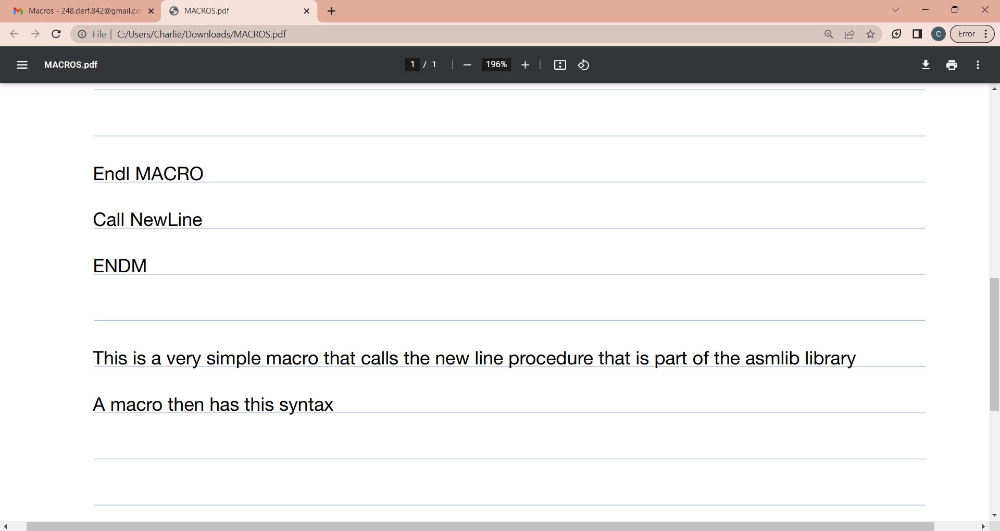 Macros - 248.derf.842@gmail.co
MACROS.pdf
File
C:/Users/Charlie/Downloads/MACROS.pdf
C
Error
MACROS.pdf
1 / 1
196%
Endl MACRO
Call NewLine
ENDM
This is a very simple macro that calls the new line procedure that is part of the asmlib library
A macro then has this syntax